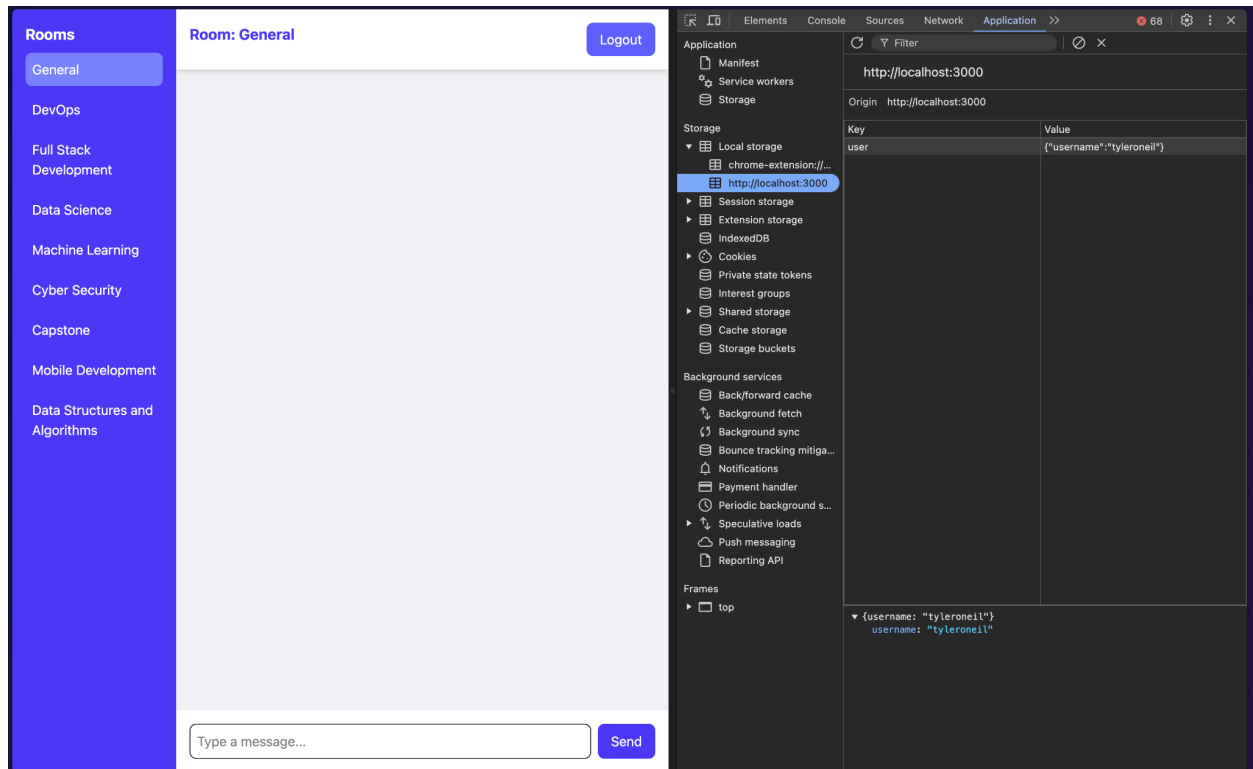 Rooms
General
DevOps
Full Stack
Development
Data Science
Machine Learning
Cyber Security
Capstone
Mobile Development
Data Structures and
Algorithms
Room: General
Logout
Type a message...
Send
Elements Console Sources Network Application 68
Application
Manifest
Service workers
Storage
Storage
Local storage
chrome-extension://...
http://localhost:3000
Session storage
Extension storage
IndexedDB
Cookies
Private state tokens
Interest groups
Shared storage
Cache storage
Storage buckets
Background services
Back/forward cache
Background fetch
Background sync
Bounce tracking mitiga...
Notifications
Payment handler
Periodic background s...
Speculative loads
Push messaging
Reporting API
Frames
top
Filter
http://localhost:3000
Origin http://localhost:3000
Key Value
user {"username":"tyleroneil"}
{username: "tyleroneil"}
username: "tyleroneil"